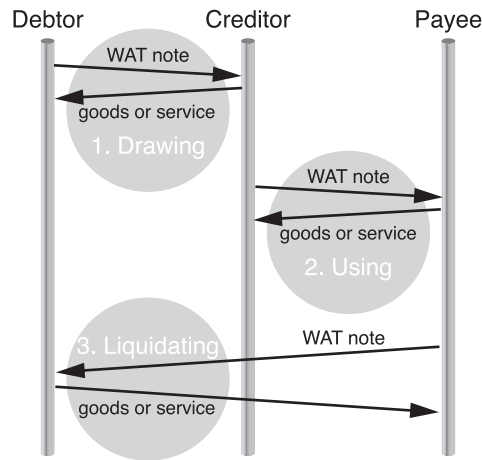 Debtor Creditor Payee
WAT note
goods or service
1. Drawing
WAT note
goods or service
2. Using
WAT note
3. Liquidating
goods or service